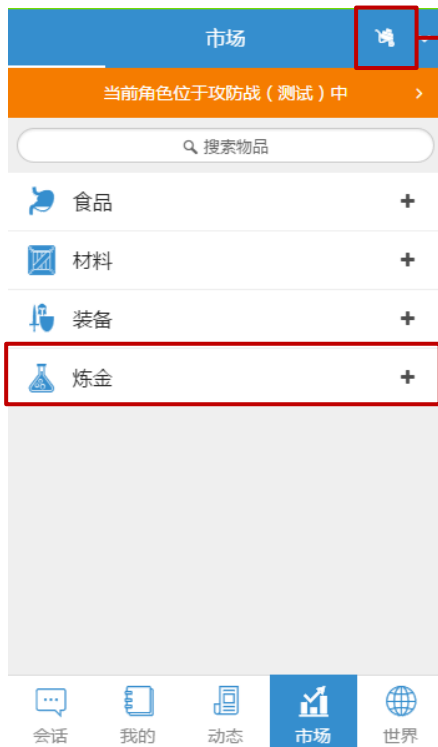 市场
当前角色位于攻防战（测试）中
搜索物品
食品
材料
装备
炼金
会话 我的 动态 市场 世界